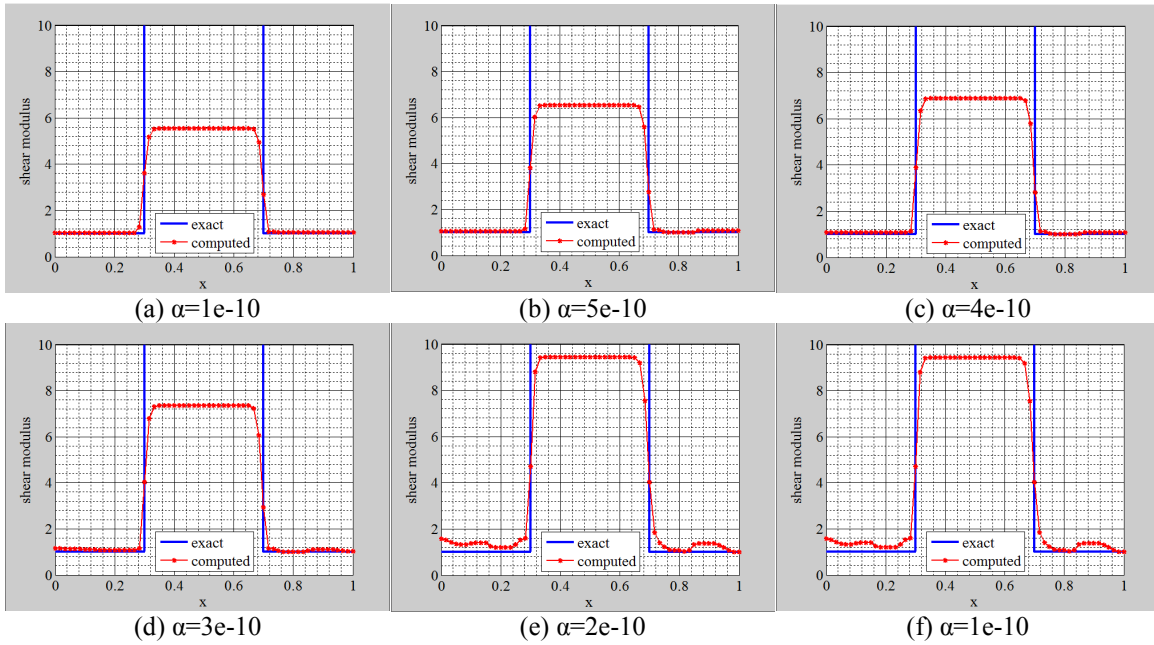 10
8
6
4
2
0
shear modulus
exact
computed
0 0.2 0.4 0.6 0.8 1
x
(a) α=1e-10
10
8
6
4
2
0
shear modulus
exact
computed
0 0.2 0.4 0.6 0.8 1
x
(b) α=5e-10
10
8
6
4
2
0
shear modulus
exact
computed
0 0.2 0.4 0.6 0.8 1
x
(c) α=4e-10
10
8
6
4
2
0
shear modulus
exact
computed
0 0.2 0.4 0.6 0.8 1
x
(d) α=3e-10
10
8
6
4
2
0
shear modulus
exact
computed
0 0.2 0.4 0.6 0.8 1
x
(e) α=2e-10
10
8
6
4
2
0
shear modulus
exact
computed
0 0.2 0.4 0.6 0.8 1
x
(f) α=1e-10